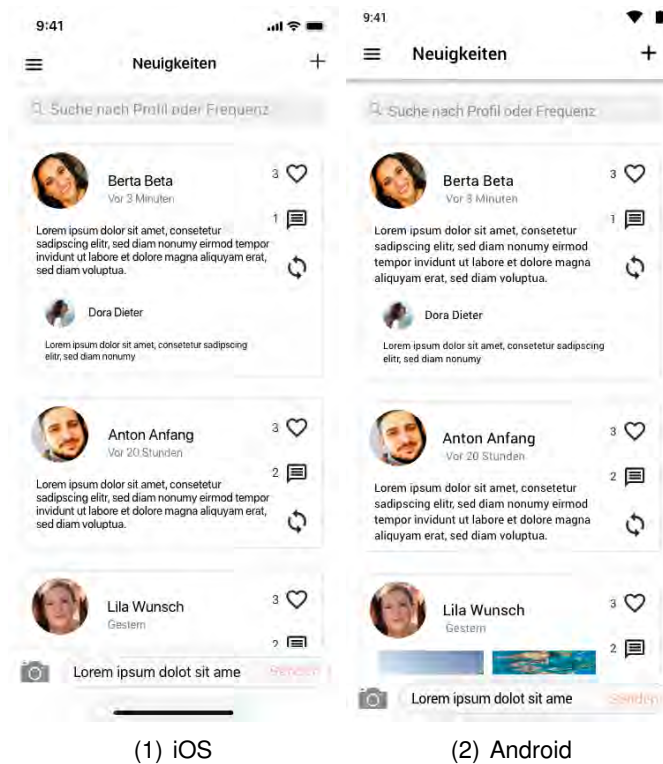 9:41
Neuigkeiten
Suche nach Profil oder Frequenz
Berta Beta
Vor 3 Minuten
3
1
Lorem ipsum dolor sit amet, consetetur
sadipscing elitr, sed diam nonumy eirmod tempor
invidunt ut labore et dolore magna aliquyam erat,
sed diam voluptua.
Dora Dieter
Lorem ipsum dolor sit amet, consetetur sadipscing
elitr, sed diam nonumy
Anton Anfang
Vor 20 Stunden
3
2
Lorem ipsum dolor sit amet, consetetur
sadipscing elitr, sed diam nonumy eirmod tempor
invidunt ut labore et dolore magna aliquyam erat,
sed diam voluptua.
Lila Wunsch
Gestern
3
2
Lorem ipsum dolot sit ame
Senden
(1) iOS
9:41
Neuigkeiten
Suche nach Profil oder Frequenz
Berta Beta
Vor 3 Minuten
3
1
Lorem ipsum dolor sit amet, consetetur
sadipscing elitr, sed diam nonumy eirmod
tempor invidunt ut labore et dolore magna
aliquyam erat, sed diam voluptua.
Dora Dieter
Lorem ipsum dolor sit amet, consetetur sadipscing
elitr, sed diam nonumy
Anton Anfang
Vor 20 Stunden
3
2
Lorem ipsum dolor sit amet, consetetur
sadipscing elitr, sed diam nonumy eirmod
tempor invidunt ut labore et dolore magna
aliquyam erat, sed diam voluptua.
Lila Wunsch
Gestern
3
2
Lorem ipsum dolot sit ame
Senden
(2) Android